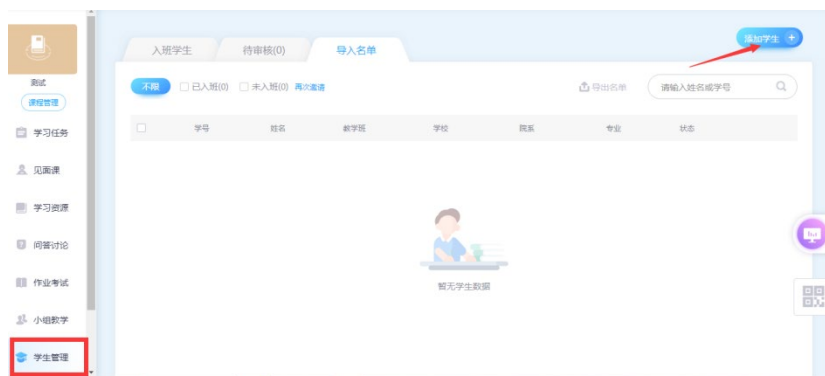 添加学生 +
入班学生 待审核(0) 导入名单
测试
课程管理
不限 已入班(0) 未入班(0) 再次邀请 导出名单 请输入姓名或学号
学号 姓名 教学班 学校 院系 专业 状态
学习任务
见面课
学习资源
问答讨论
作业考试
小组教学
学生管理
暂无学生数据